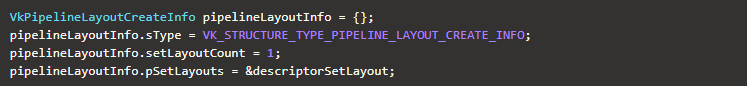 VkPipelineLayoutCreateInfo pipelineLayoutInfo = {};
pipelineLayoutInfo.sType = VK_STRUCTURE_TYPE_PIPELINE_LAYOUT_CREATE_INFO;
pipelineLayoutInfo.setLayoutCount = 1;
pipelineLayoutInfo.pSetLayouts = &descriptorSetLayout;